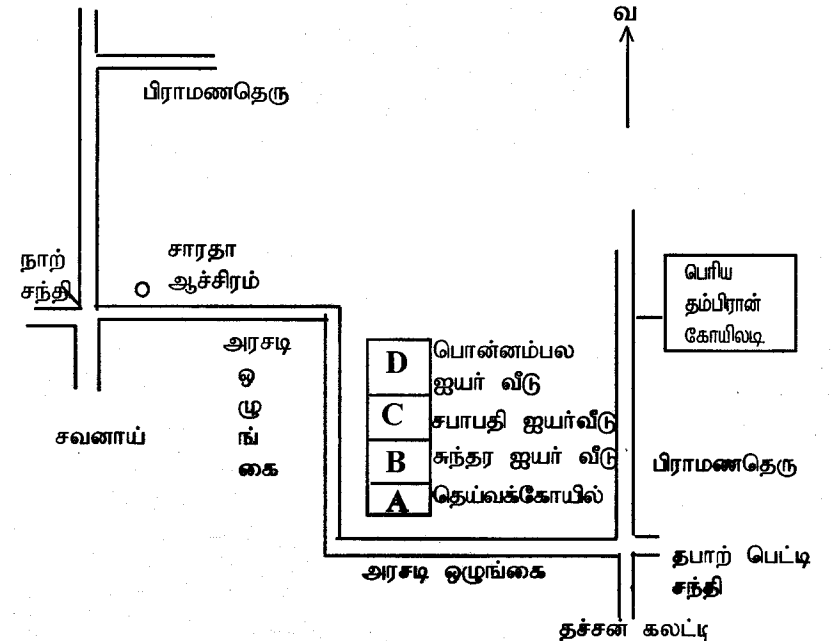 வ
பிராமணதெரு
சாரதா
ஆச்சிரம்
நாற்
சந்தி
பெரிய
தம்பிரான்
கோயிலடி
அரசடி
ஒ
ழு
ங்
கை
D பொன்னம்பல
ஐயர் வீடு
C சபாபதி ஐயர்வீடு
B சுந்தர ஐயர் வீடு
A தெய்வக்கோயில்
சவனாய்
பிராமணதெரு
அரசடி ஒழுங்கை
தபாற் பெட்டி
சந்தி
தச்சன் கலட்டி